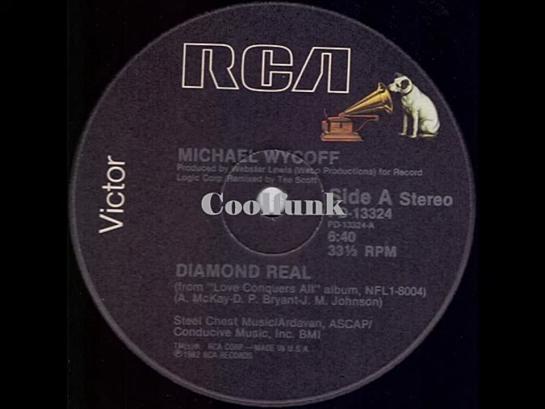 RCA
Victor
MICHAEL WYCOFF
Produced by Webster Lewis (Webo Productions) for Record
Logic Corp. Remixed by Tee Scott
Side A Stereo
Coolfunk
PD-13324
PD-13324-A
6:40
33⅓ RPM
DIAMOND REAL
(from "Love Conquers All" album, NFL1-8004)
(A. McKay-D. P. Bryant-J. M. Johnson)
Steel Chest Music/Ardavan, ASCAP/
Conducive Music, Inc. BMI
RCA CORP.—MADE IN U.S.A.
℗1982 RCA RECORDS